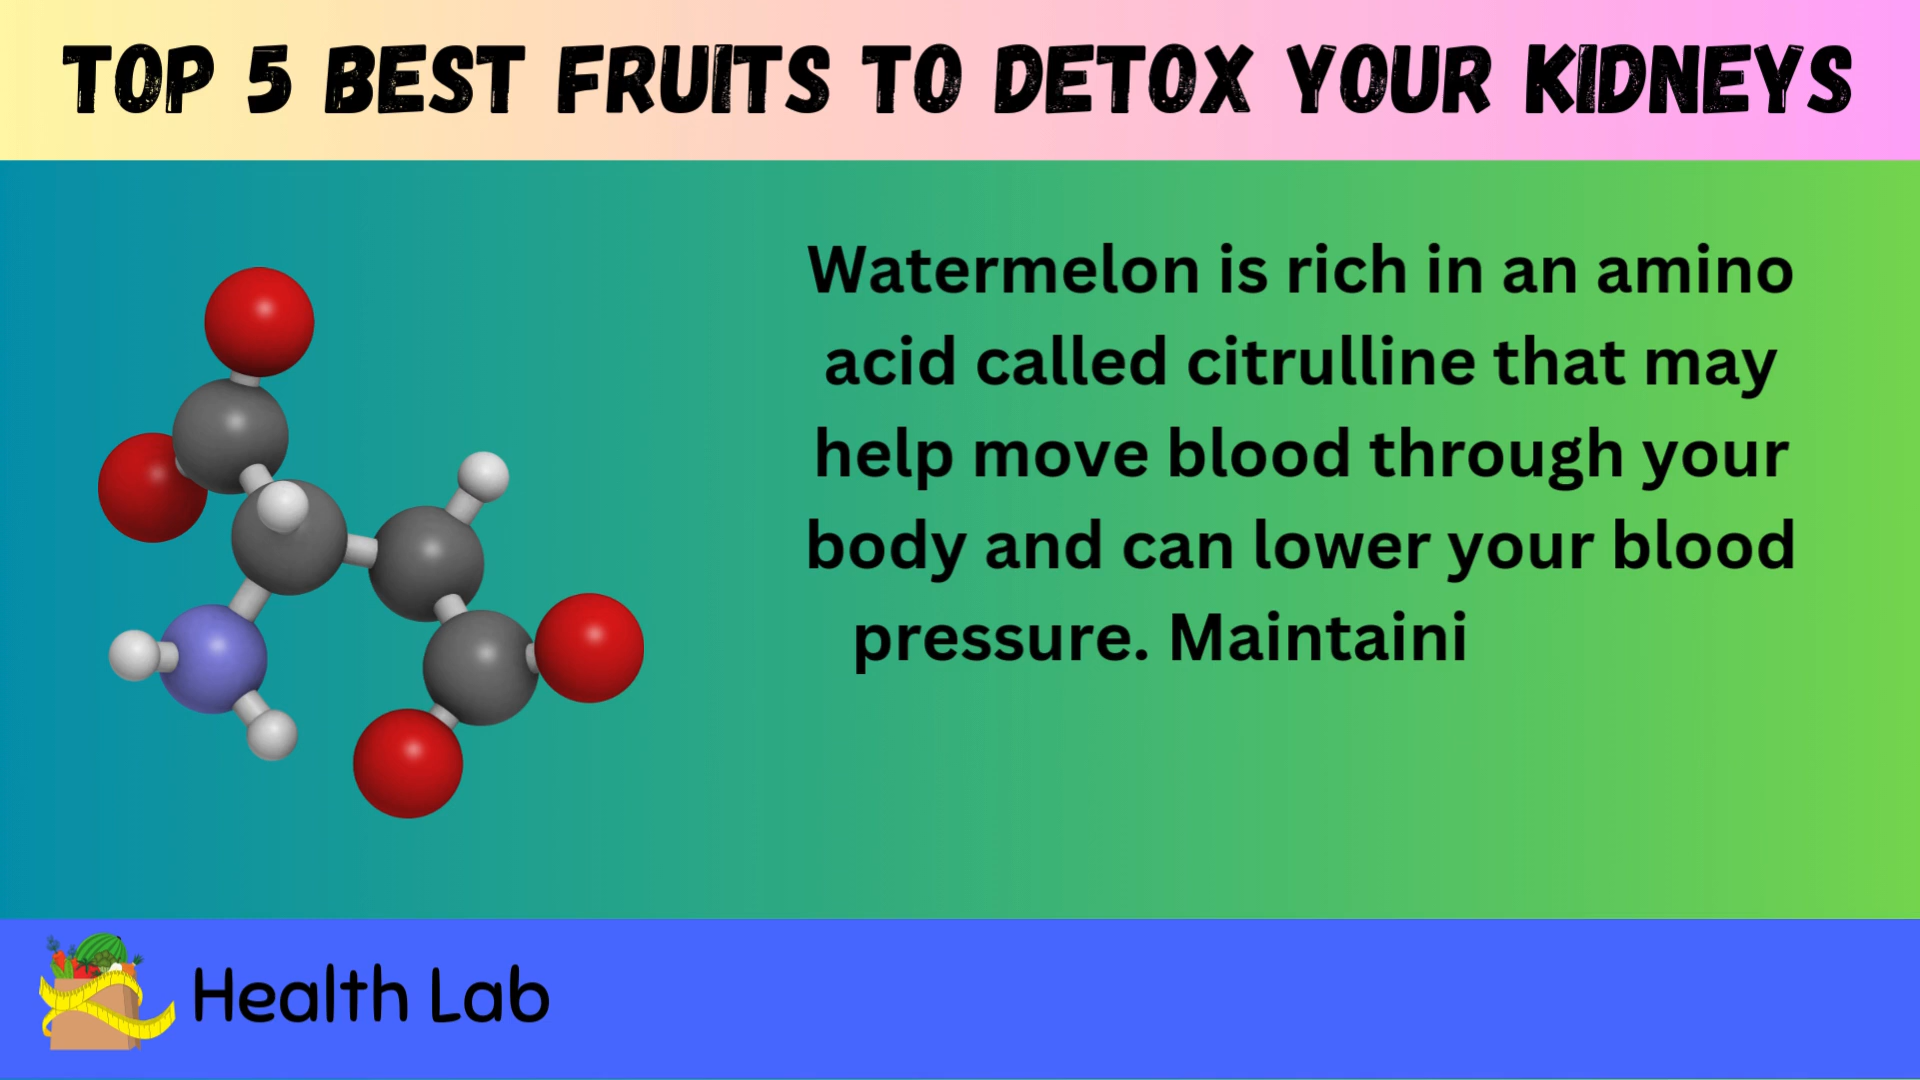 TOP 5 BEST FRUITS TO DETOX YOUR KIDNEYS
Watermelon is rich in an amino
acid called citrulline that may
help move blood through your
body and can lower your blood
pressure. Maintaini
Health Lab